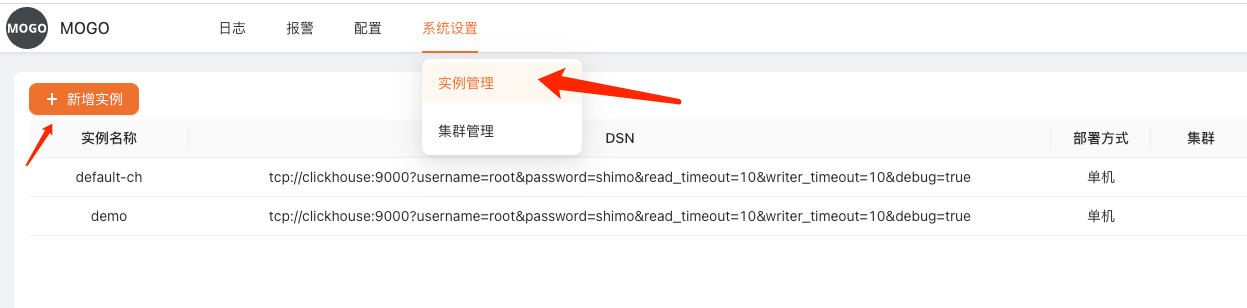 MOGO MOGO 日志 报警 配置 系统设置
实例管理
+ 新增实例
集群管理
实例名称 DSN 部署方式 集群
default-ch tcp://clickhouse:9000?username=root&password=shimo&read_timeout=10&writer_timeout=10&debug=true 单机
demo tcp://clickhouse:9000?username=root&password=shimo&read_timeout=10&writer_timeout=10&debug=true 单机